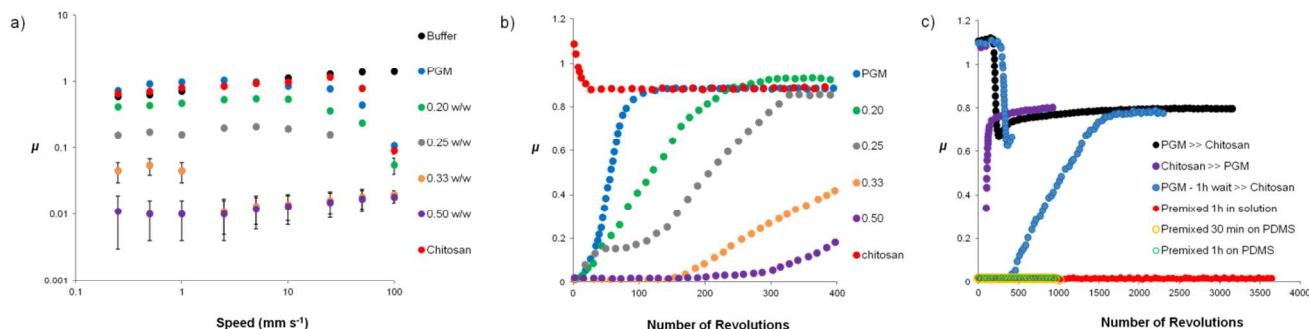 a)
10
1
μ
0.1
0.01
0.001
0.1
1
10
100
Speed (mm s⁻¹)
Buffer
PGM
0.20 w/w
0.25 w/w
0.33 w/w
0.50 w/w
Chitosan
b)
1.2
1
0.8
μ
0.6
0.4
0.2
0
0
100
200
300
400
Number of Revolutions
PGM
0.20
0.25
0.33
0.50
chitosan
c)
1.2
1
0.8
μ
0.6
0.4
0.2
0
0
500
1000
1500
2000
2500
3000
3500
4000
Number of Revolutions
PGM >> Chitosan
Chitosan >> PGM
PGM - 1h wait >> Chitosan
Premixed 1h in solution
Premixed 30 min on PDMS
Premixed 1h on PDMS